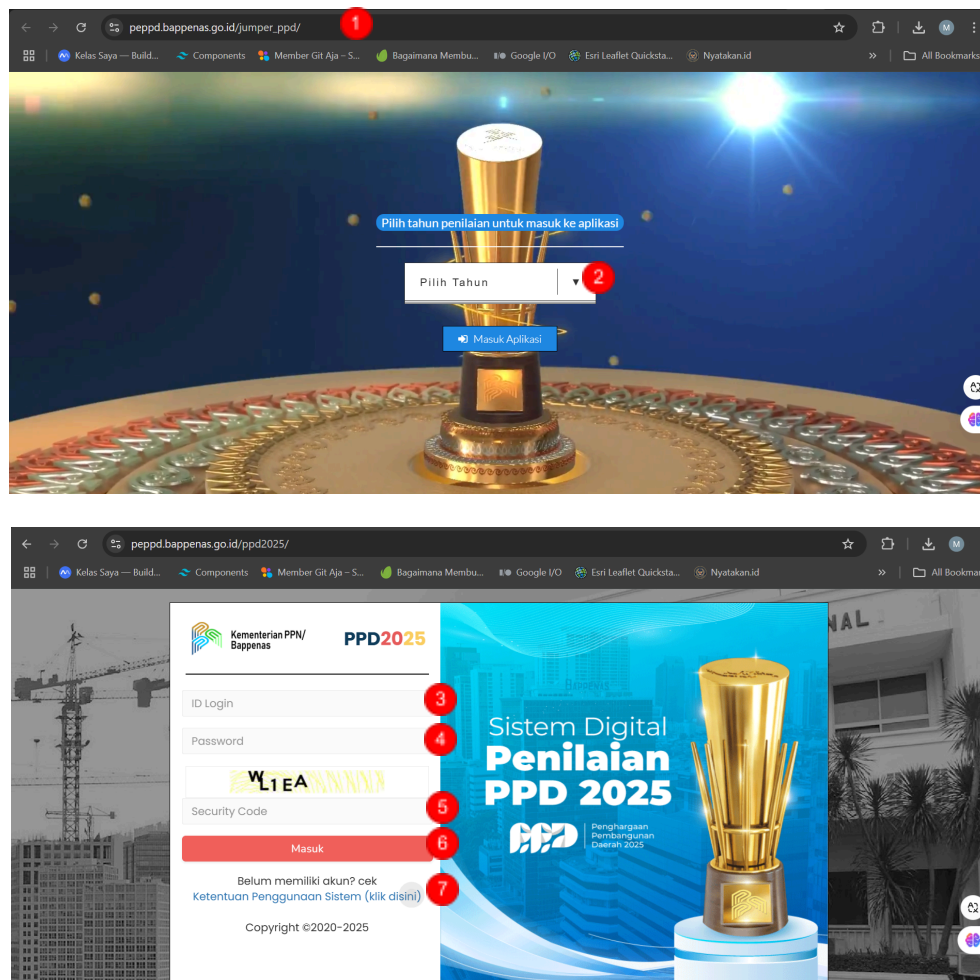 peppd.bappenas.go.id/jumper_ppd/
1
M
Kelas Saya — Build...
Components
Member Git Aja – S...
Bagaimana Membu...
Google I/O
Esri Leaflet Quicksta...
Nyatakan.id
»
All Bookmarks
Pilih tahun penilaian untuk masuk ke aplikasi
Pilih Tahun
2
Masuk Aplikasi
peppd.bappenas.go.id/ppd2025/
M
Kelas Saya — Build...
Components
Member Git Aja – S...
Bagaimana Membu...
Google I/O
Esri Leaflet Quicksta...
Nyatakan.id
»
All Bookmar
NAL
Kementerian PPN/
Bappenas
PPD2025
ID Login
3
Password
4
WL1EA
Security Code
5
Masuk
6
Belum memiliki akun? cek
Ketentuan Penggunaan Sistem (klik disini)
7
Copyright ©2020-2025
BAPPENAS
Sistem Digital
Penilaian
PPD 2025
PPD
Penghargaan
Pembangunan
Daerah 2025